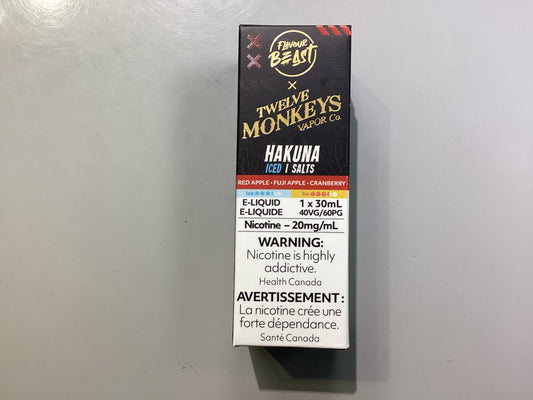 FLAVOUR
BEAST
X
TWELVE
MONKEYS
VAPOR Co.
HAKUNA
ICED | SALTS
RED APPLE • FUJI APPLE • CRANBERRY
E-LIQUID 1 x 30mL
E-LIQUIDE 40VG/60PG
Nicotine – 20mg/mL
WARNING:
Nicotine is highly
addictive.
Health Canada
AVERTISSEMENT :
La nicotine crée une
forte dépendance.
Santé Canada